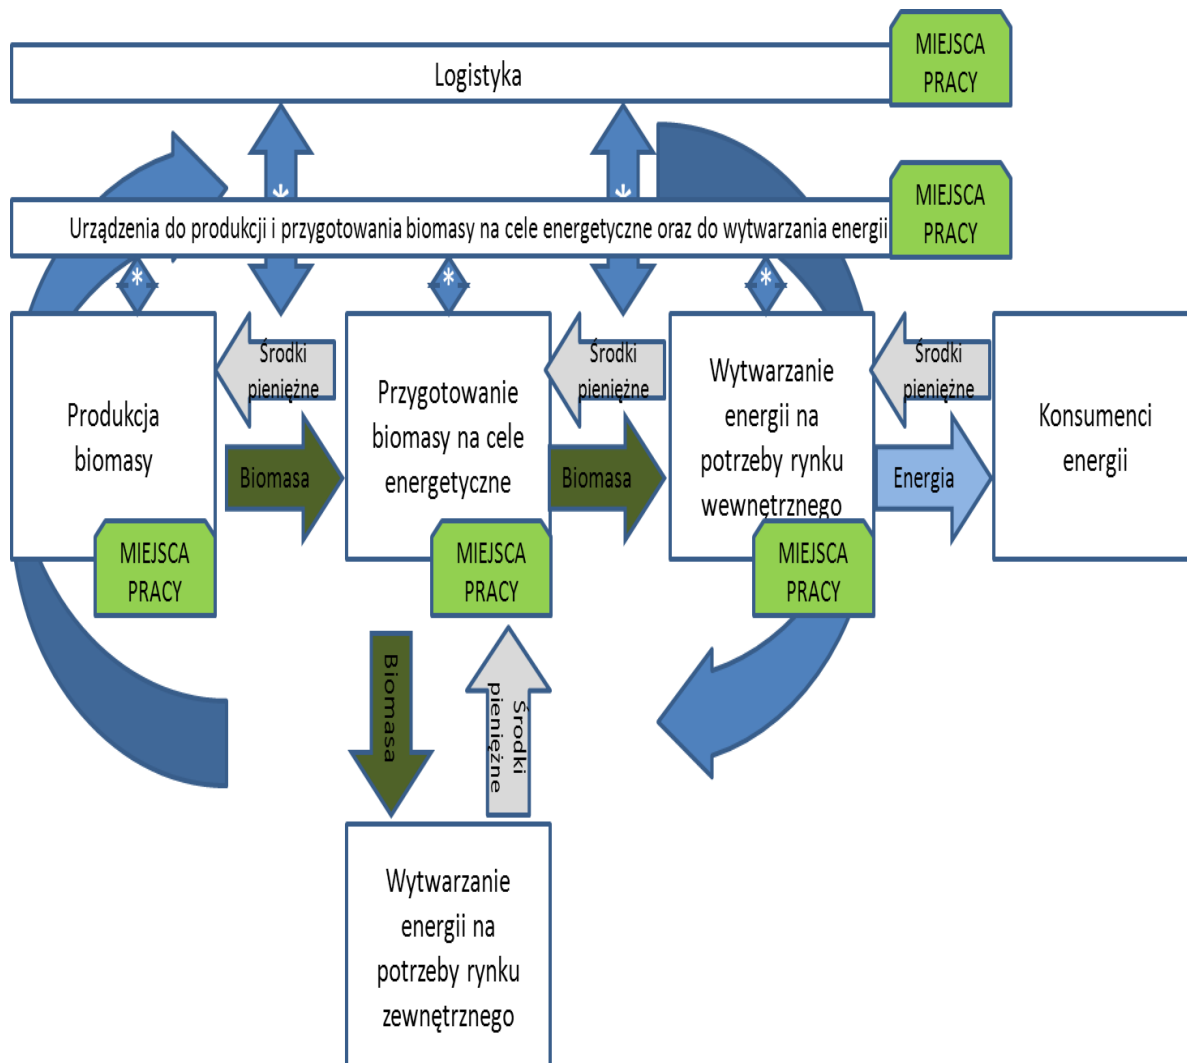 MIEJSCA
PRACY
Logistyka
MIEJSCA
PRACY
Urządzenia do produkcji i przygotowania biomasy na cele energetyczne oraz do wytwarzania energii
*
*
*
*
*
Środki
pieniężne
Środki
pieniężne
Środki
pieniężne
Produkcja
biomasy
Przygotowanie
biomasy na cele
energetyczne
Wytwarzanie
energii na
potrzeby rynku
wewnętrznego
Konsumenci
energii
Biomasa
Biomasa
Energia
MIEJSCA
PRACY
MIEJSCA
PRACY
MIEJSCA
PRACY
Biomasa
Środki
pieniężne
Wytwarzanie
energii na
potrzeby rynku
zewnętrznego